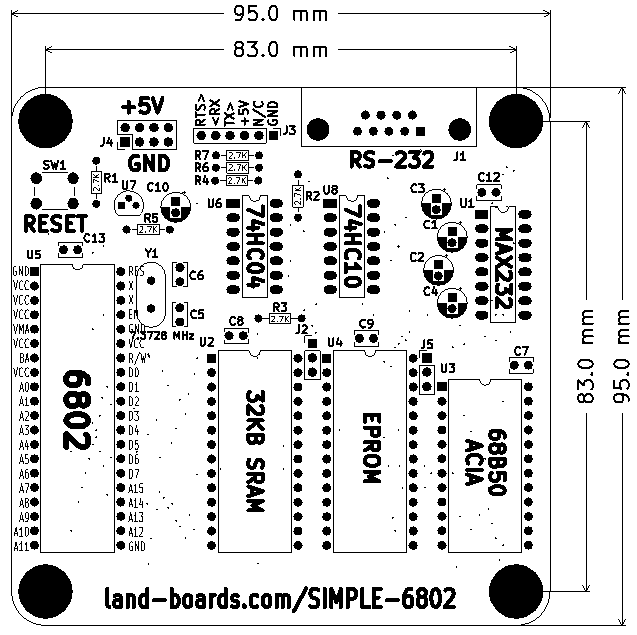 95.0 mm
83.0 mm
+5V
J4
GND
RTS>
<RX
TX>
+5V
N/C
GND
J3
RS-232
J1
SW1
RESET
R1
2.7K
U7
C10
R5
2.7K
R7
2.7K
R6
2.7K
R4
2.7K
R2
2.7K
U6
74HC04
U8
74HC10
C3
C1
C2
C4
C12
U1
MAX232
C13
U5
Y1
C6
C5
7.3728 MHz
R3
2.7K
6802
GND
VCC
VCC
VCC
VMA
VCC
BA
VCC
A0
A1
A2
A3
A4
A5
A6
A7
A8
A9
A10
A11
RES
X
X
GND
VCC
R/W*
D0
D1
D2
D3
D4
D5
D6
D7
A15
A14
A13
A12
GND
U2
C8
32KB SRAM
J2
U4
C9
EPROM
J5
U3
C7
68B50
ACIA
83.0 mm
95.0 mm
land-boards.com/SIMPLE-6802